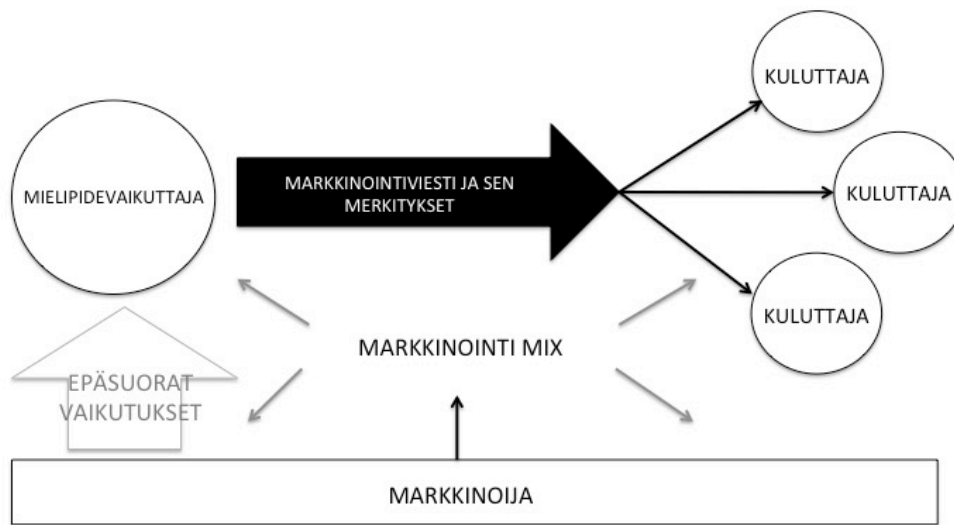 KULUTTAJA
MIELIPIDEVAIKUTTAJA
MARKKINOINTIVIESTI JA SEN
MERKITYKSET
KULUTTAJA
KULUTTAJA
MARKKINOINTI MIX
EPÄSUORAT
VAIKUTUKSET
MARKKINOIJA